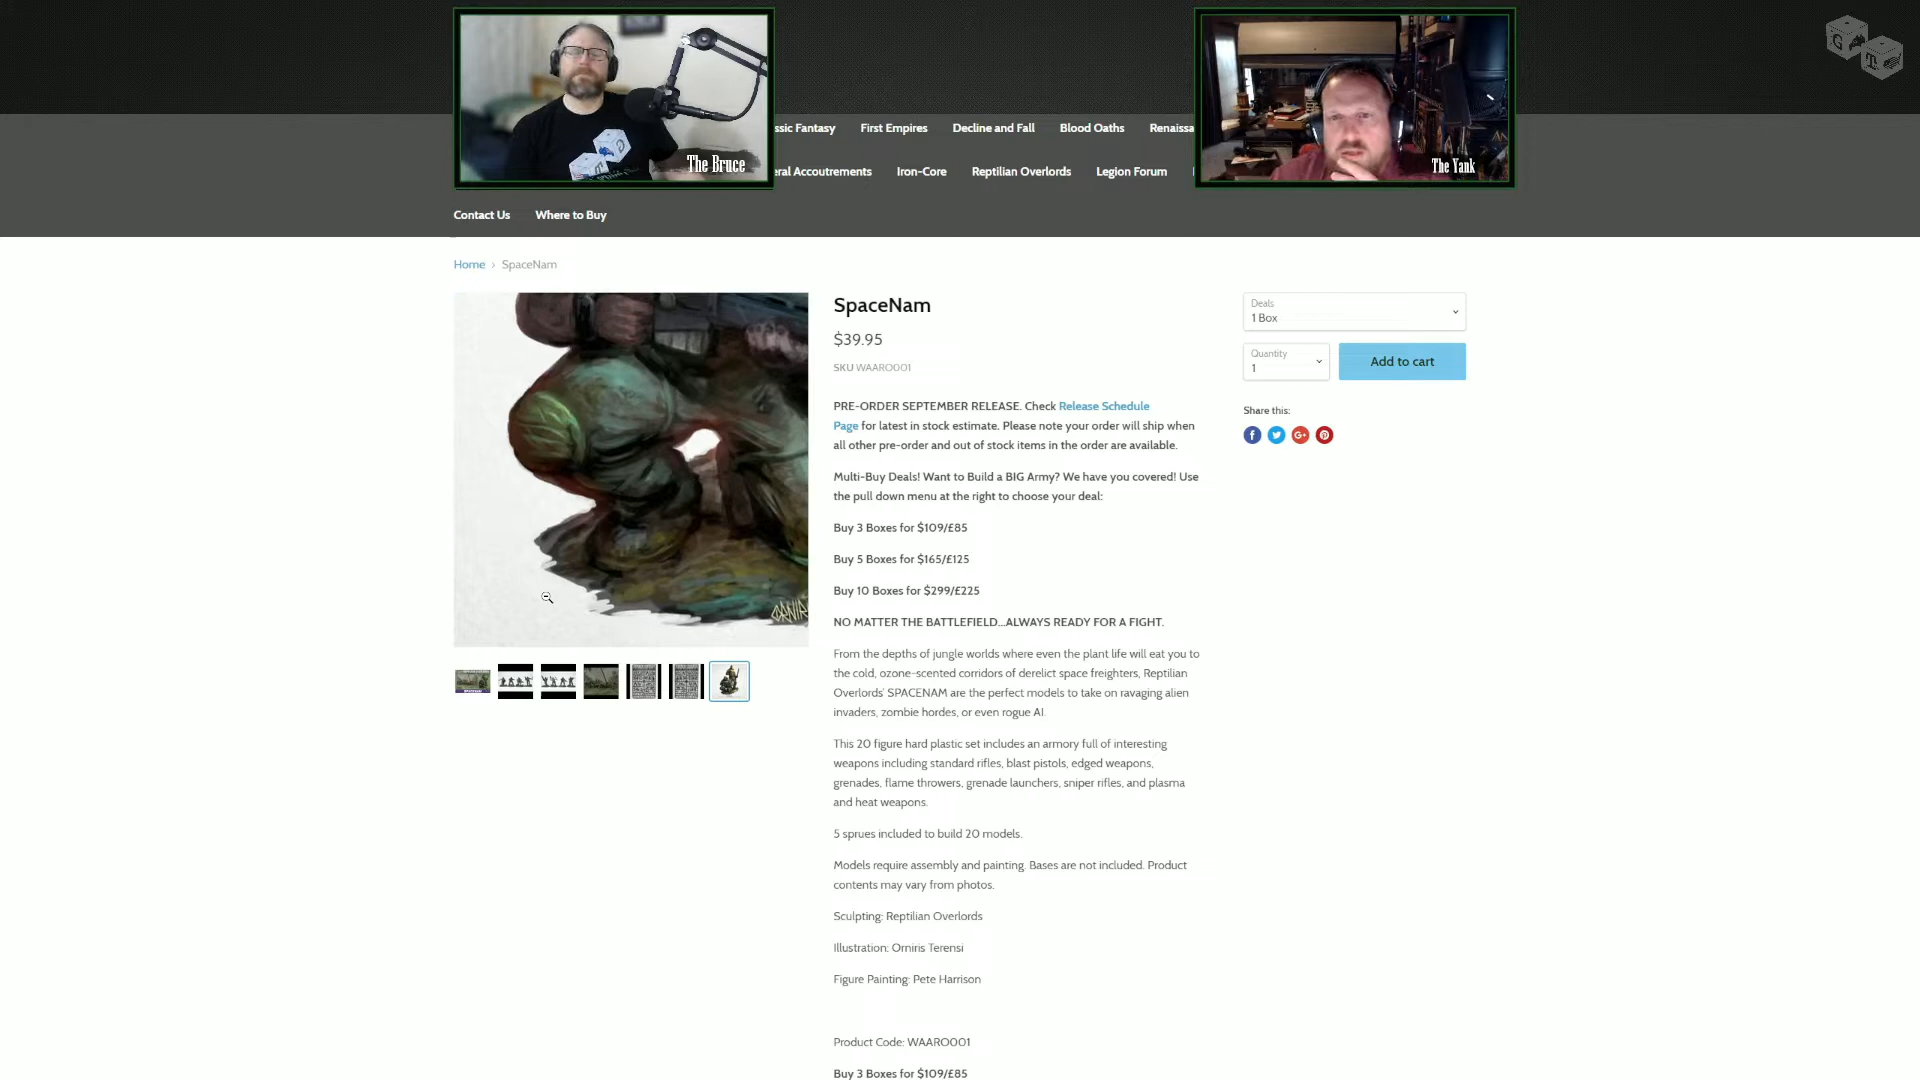 The Bruce
The Yank
G T
ssic Fantasy First Empires Decline and Fall Blood Oaths Renaissa
eral Accoutrements Iron-Core Reptilian Overlords Legion Forum
Contact Us Where to Buy
Home › SpaceNam
SpaceNam
$39.95
SKU WAARO001
PRE-ORDER SEPTEMBER RELEASE. Check Release Schedule
Page for latest in stock estimate. Please note your order will ship when
all other pre-order and out of stock items in the order are available.
Multi-Buy Deals! Want to Build a BIG Army? We have you covered! Use
the pull down menu at the right to choose your deal:
Buy 3 Boxes for $109/£85
Buy 5 Boxes for $165/£125
Buy 10 Boxes for $299/£225
NO MATTER THE BATTLEFIELD...ALWAYS READY FOR A FIGHT.
From the depths of jungle worlds where even the plant life will eat you to
the cold, ozone-scented corridors of derelict space freighters, Reptilian
Overlords' SPACENAM are the perfect models to take on ravaging alien
invaders, zombie hordes, or even rogue AI.
This 20 figure hard plastic set includes an armory full of interesting
weapons including standard rifles, blast pistols, edged weapons,
grenades, flame throwers, grenade launchers, sniper rifles, and plasma
and heat weapons.
5 sprues included to build 20 models.
Models require assembly and painting. Bases are not included. Product
contents may vary from photos.
Sculpting: Reptilian Overlords
Illustration: Orniris Terensi
Figure Painting: Pete Harrison
Product Code: WAARO001
Buy 3 Boxes for $109/£85
Deals
1 Box
Quantity
1
Add to cart
Share this:
ORNIR